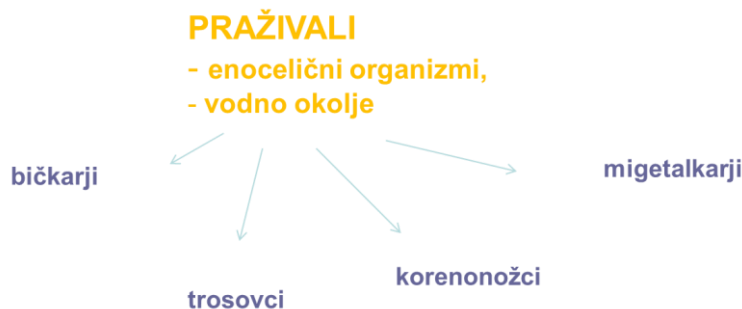 PRAŽIVALI
- enocelični organizmi,
- vodno okolje
bičkarji
migetalkarji
korenonožci
trosovci